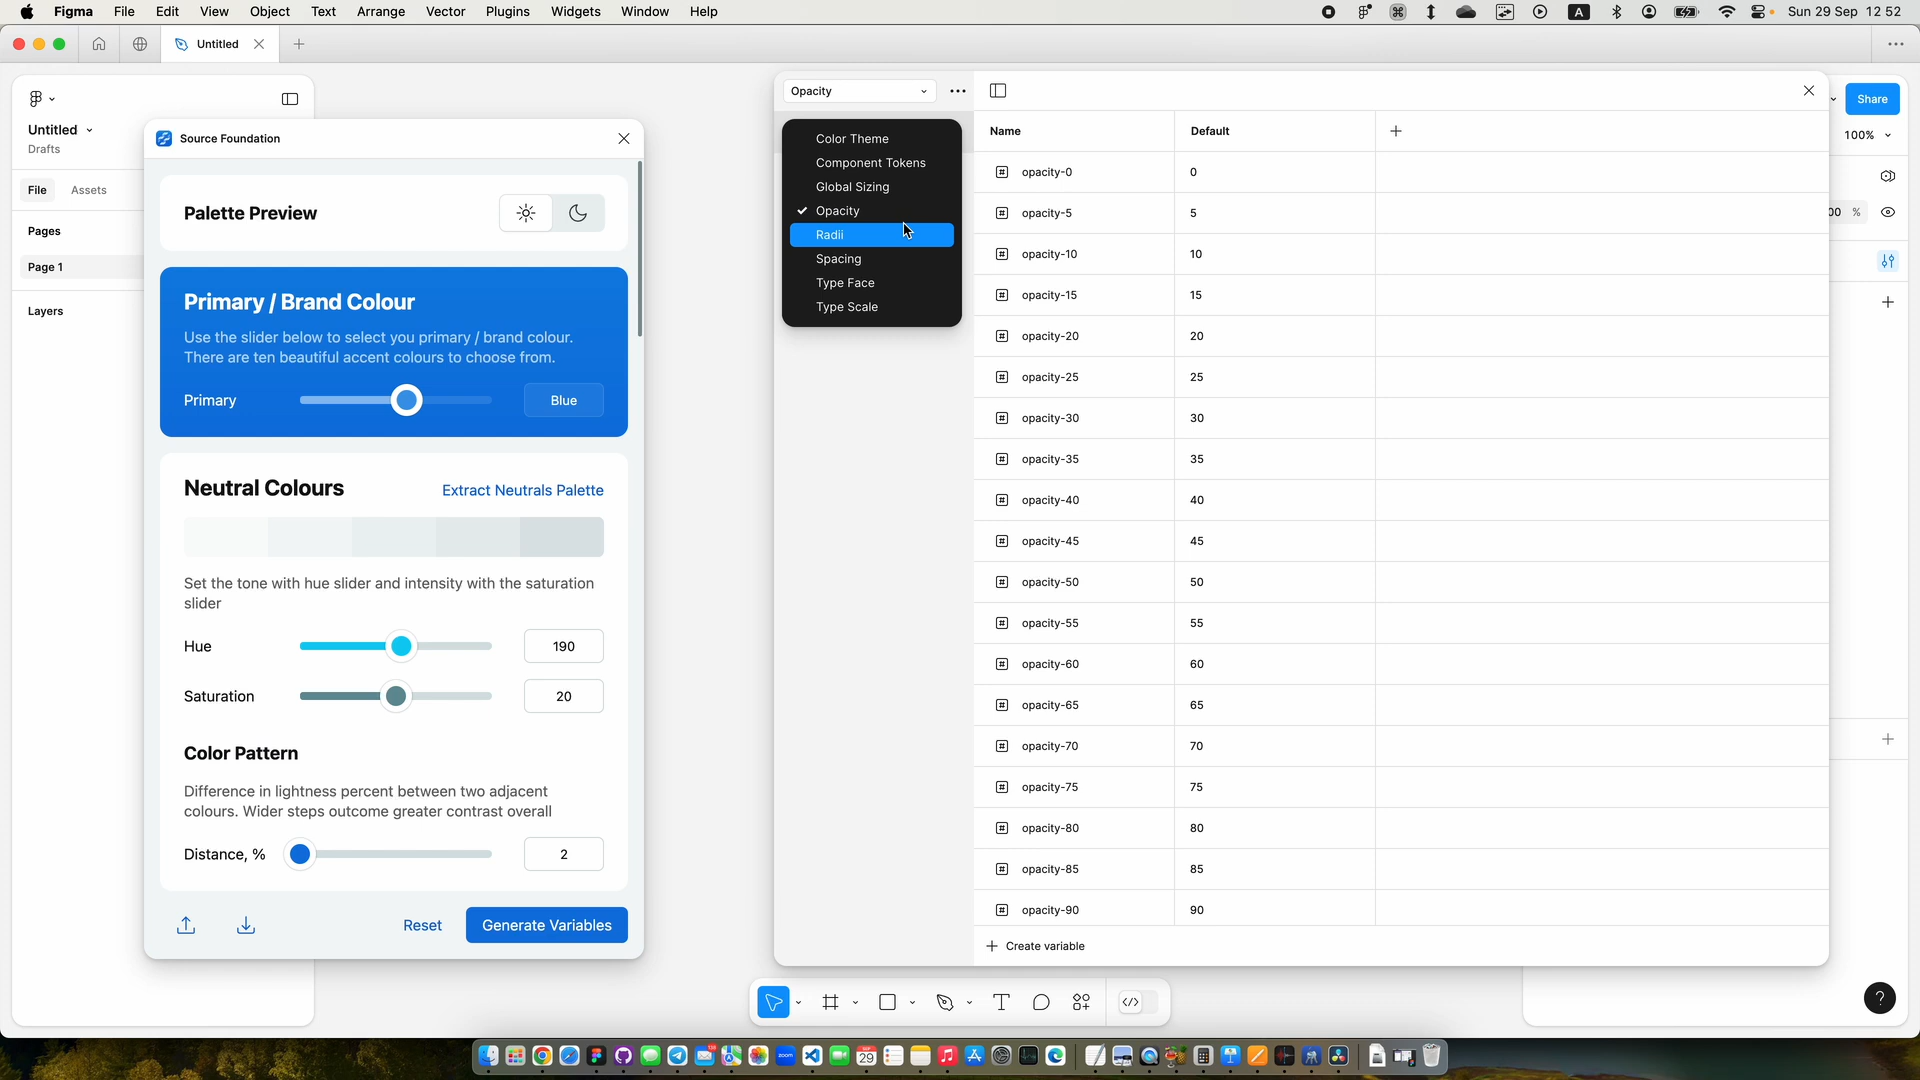 Figma File Edit View Object Text Arrange Vector Plugins Widgets Window Help
A
Sun 29 Sep 12 52
Untitled
Untitled
Drafts
File Assets
Pages
Page 1
Layers
Source Foundation
Palette Preview
Primary / Brand Colour
Use the slider below to select you primary / brand colour.
There are ten beautiful accent colours to choose from.
Primary Blue
Neutral Colours Extract Neutrals Palette
Set the tone with hue slider and intensity with the saturation
slider
Hue 190
Saturation 20
Color Pattern
Difference in lightness percent between two adjacent
colours. Wider steps outcome greater contrast overall
Distance, % 2
Reset Generate Variables
Opacity
Color Theme
Component Tokens
Global Sizing
Opacity
Radii
Spacing
Type Face
Type Scale
Name Default
opacity-0 0
opacity-5 5
opacity-10 10
opacity-15 15
opacity-20 20
opacity-25 25
opacity-30 30
opacity-35 35
opacity-40 40
opacity-45 45
opacity-50 50
opacity-55 55
opacity-60 60
opacity-65 65
opacity-70 70
opacity-75 75
opacity-80 80
opacity-85 85
opacity-90 90
Create variable
Share
100%
00 %
?
zoom
29